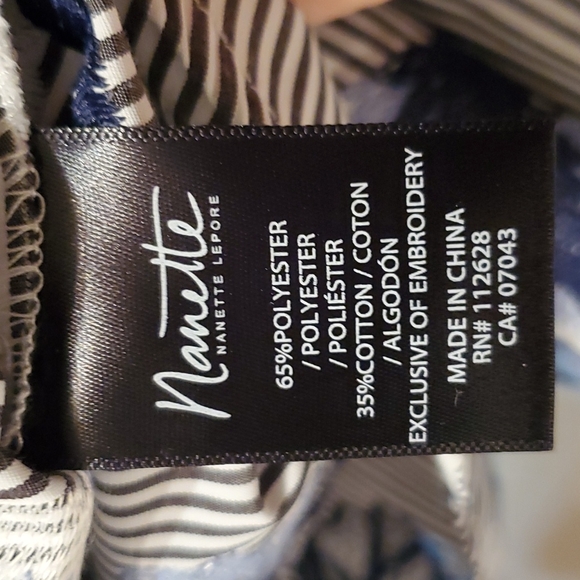 Nanette
NANETTE LEPORE
65%POLYESTER
/ POLYESTER
/ POLIÉSTER
35%COTTON / COTON
/ ALGODÓN
EXCLUSIVE OF EMBROIDERY
MADE IN CHINA
RN# 112628
CA# 07043